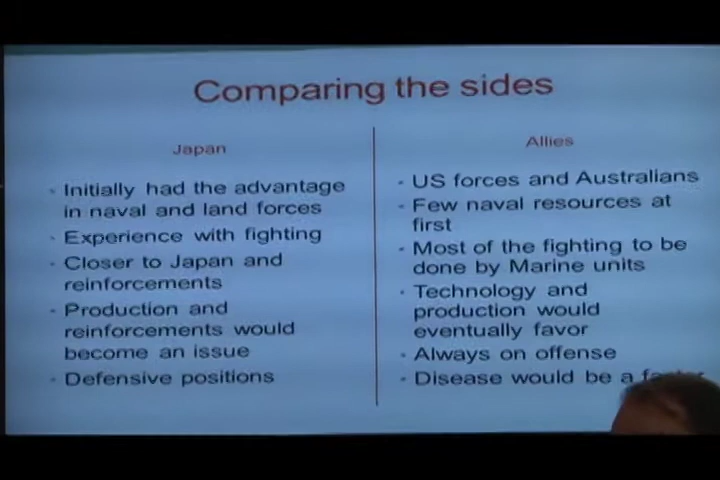 Comparing the sides
Japan
Initially had the advantage
in naval and land forces
Experience with fighting
Closer to Japan and
reinforcements
Production and
reinforcements would
become an issue
Defensive positions
Allies
US forces and Australians
Few naval resources at
first
Most of the fighting to be
done by Marine units
Technology and
production would
eventually favor
Always on offense
Disease would be a